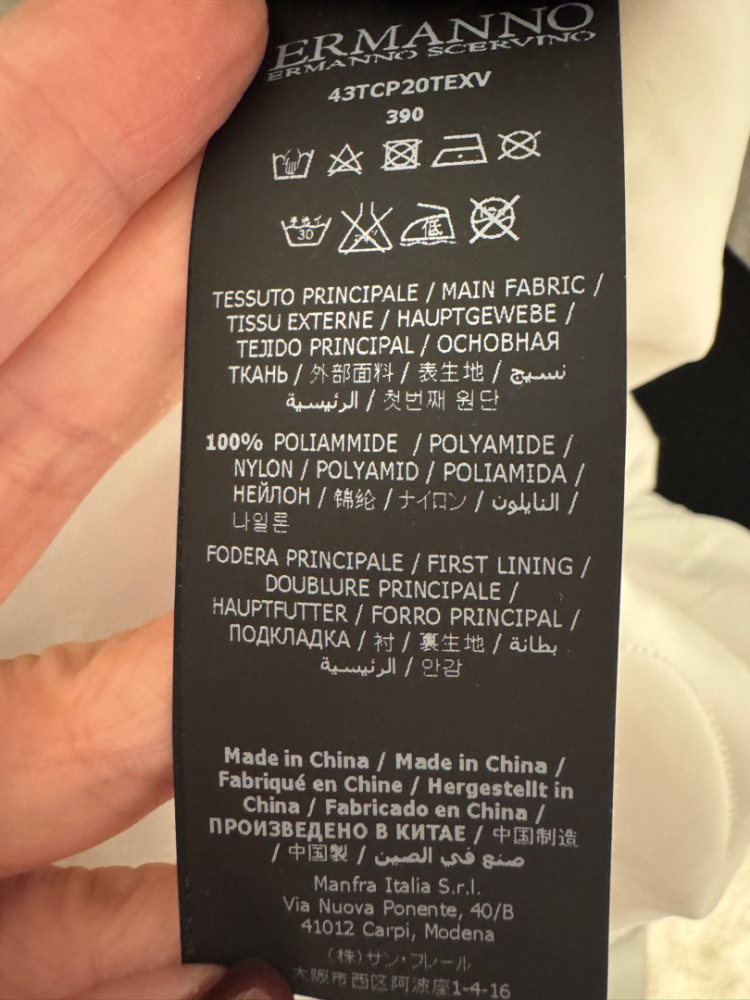 ERMANNO
ERMANNO SCERVINO
43TCP20TEXV
390
手洗イ
30
低
TESSUTO PRINCIPALE / MAIN FABRIC /
TISSU EXTERNE / HAUPTGEWEBE /
TEJIDO PRINCIPAL / ОСНОВНАЯ
ТКАНЬ / 外部面料 / 表生地 / نسيج
الرئيسية / 첫번째 원단
100% POLIAMMIDE / POLYAMIDE /
NYLON / POLYAMID / POLIAMIDA /
НЕЙЛОН / 锦纶 / ナイロン / النايلون /
나일론
FODERA PRINCIPALE / FIRST LINING /
DOUBLURE PRINCIPALE /
HAUPTFUTTER / FORRO PRINCIPAL /
ПОДКЛАДКА / 衬 / 裏生地 / بطانة
الرئيسية / 안감
Made in China / Made in China /
Fabriqué en Chine / Hergestellt in
China / Fabricado en China /
ПРОИЗВЕДЕНО В КИТАЕ / 中国制造
/ 中国製 / صنع في الصين
Manfra Italia S.r.l.
Via Nuova Ponente, 40/B
41012 Carpi, Modena
(株)サン・フレール
大阪市西区阿波座1-4-16